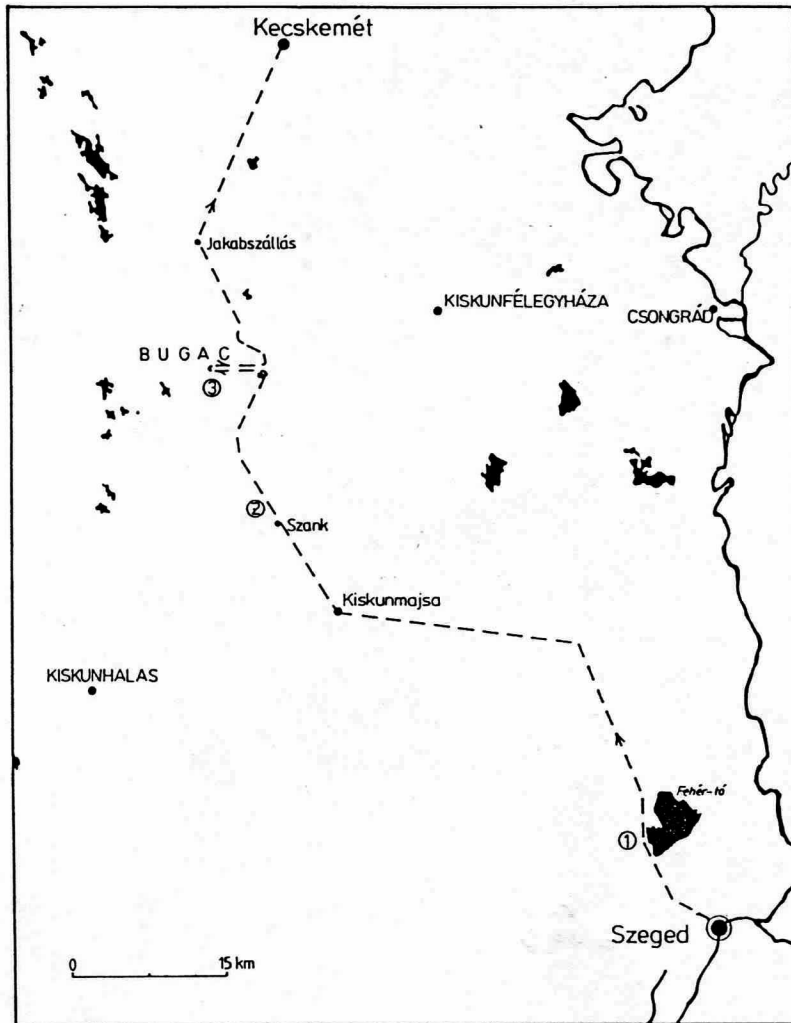 Kecskemét
Jakabszállás
KISKUNFÉLEGYHÁZA
CSONGRÁD
BUGAC
3
2
Szank
Kiskunmajsa
KISKUNHALAS
Fehér-tó
1
Szeged
0 15 km